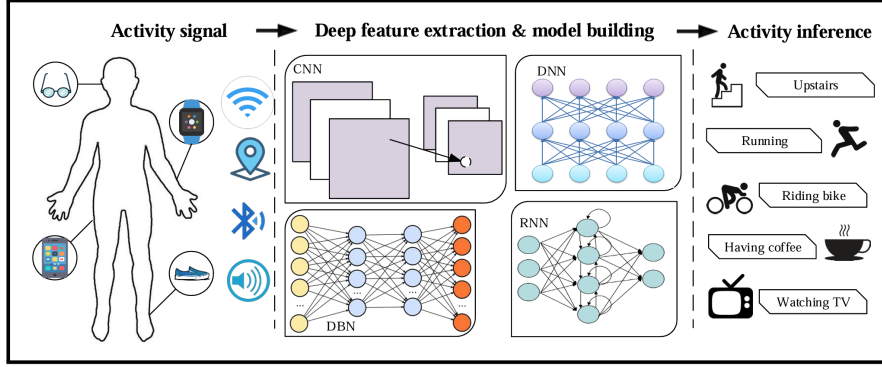 Activity signal
Deep feature extraction & model building
Activity inference
CNN
DNN
Upstairs
Running
Riding bike
RNN
Having coffee
...
...
...
...
DBN
Watching TV